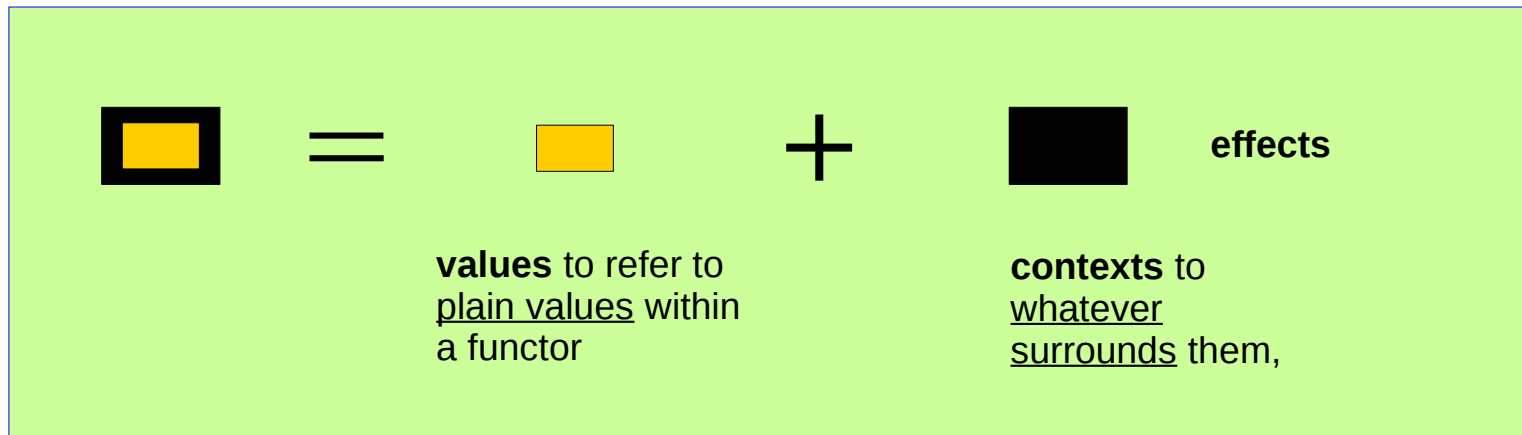 = + effects
values to refer to
plain values within
a functor
contexts to
whatever
surrounds them,